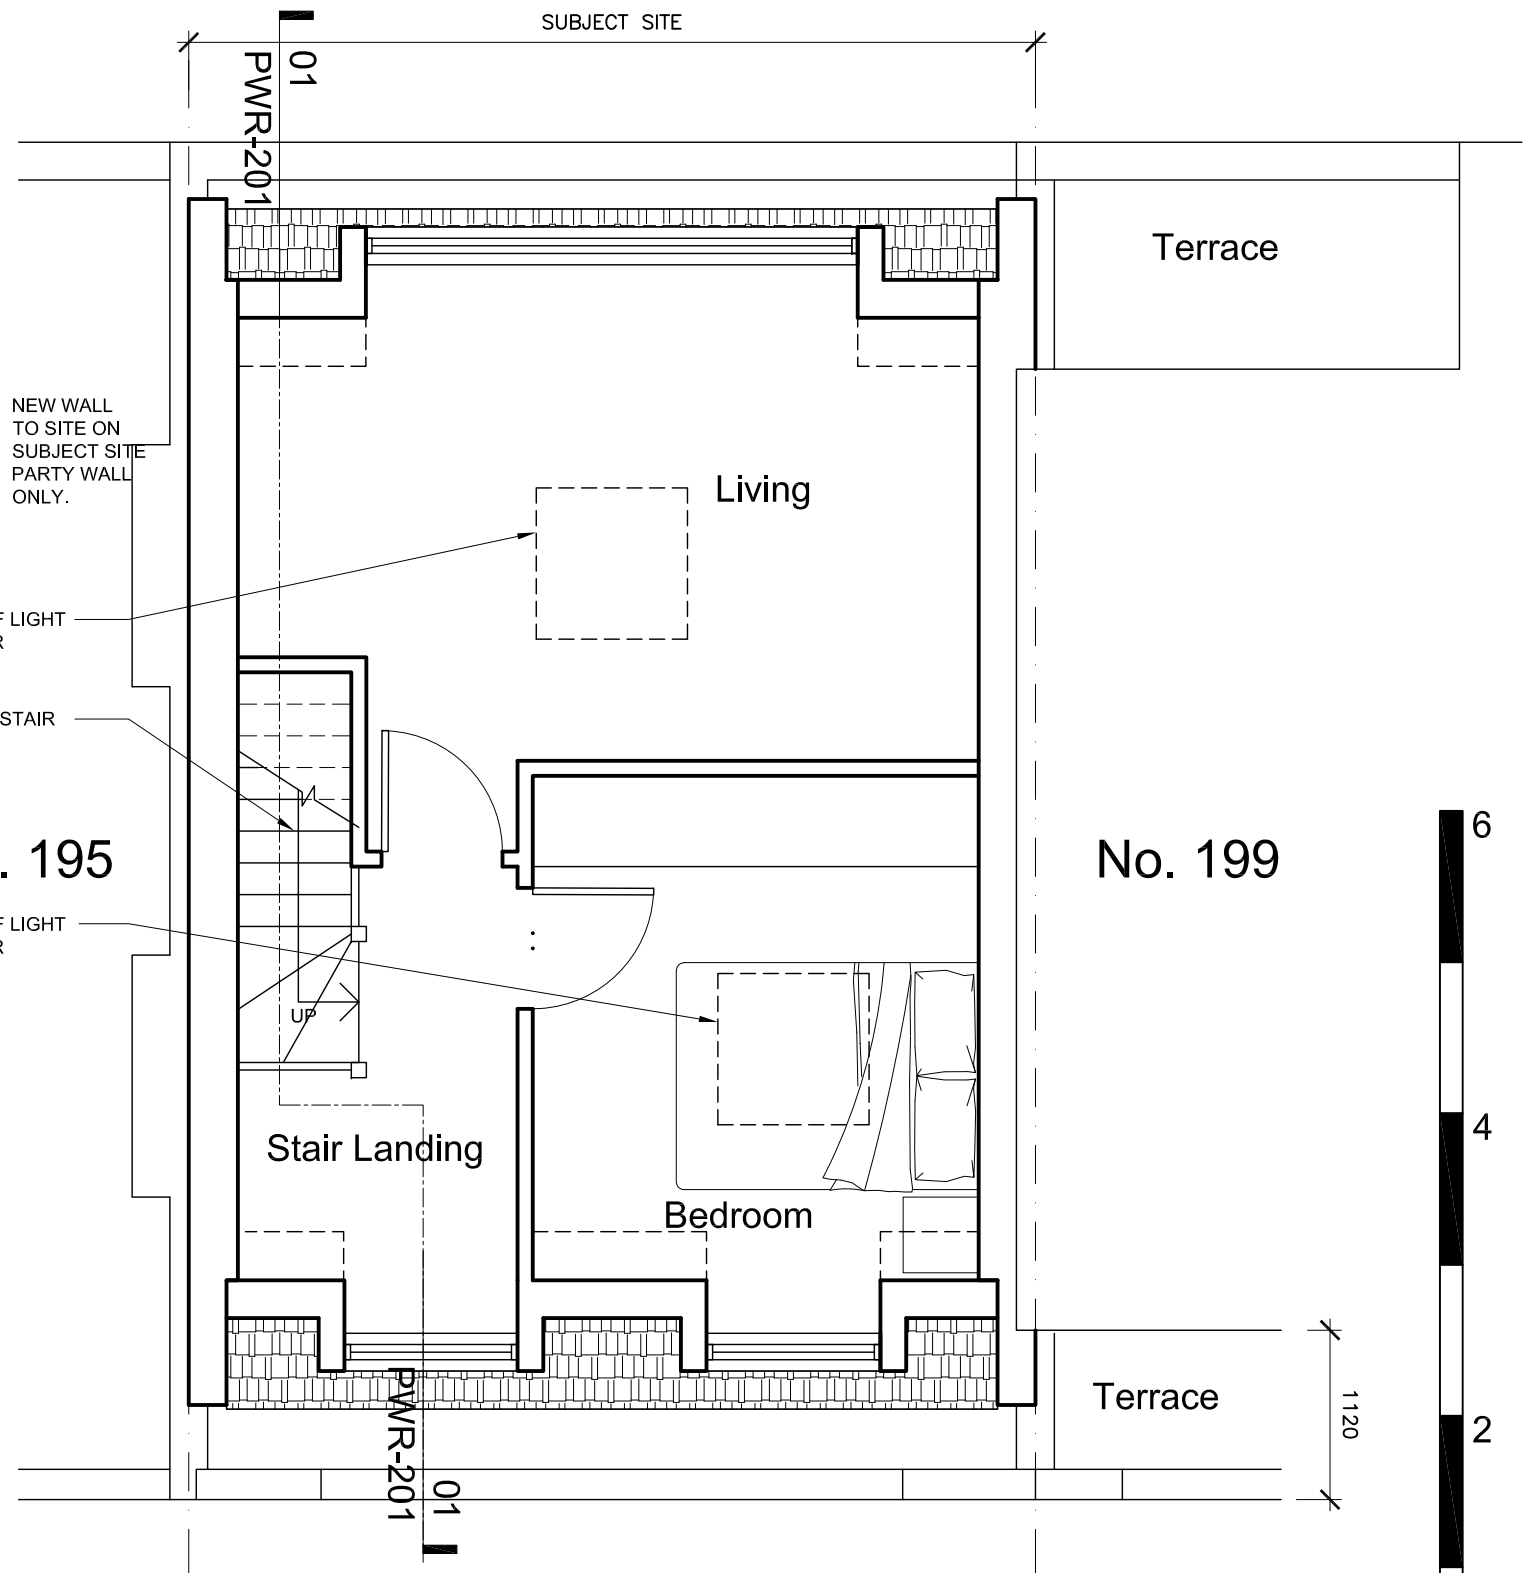 SUBJECT SITE
01
PWR-201
Terrace
NEW WALL
TO SITE ON
SUBJECT SITE
PARTY WALL
ONLY.
Living
LIGHT
STAIR
195
No. 199
6
LIGHT
UP
4
Stair Landing
Bedroom
Terrace
1120
2
PWR-201
01